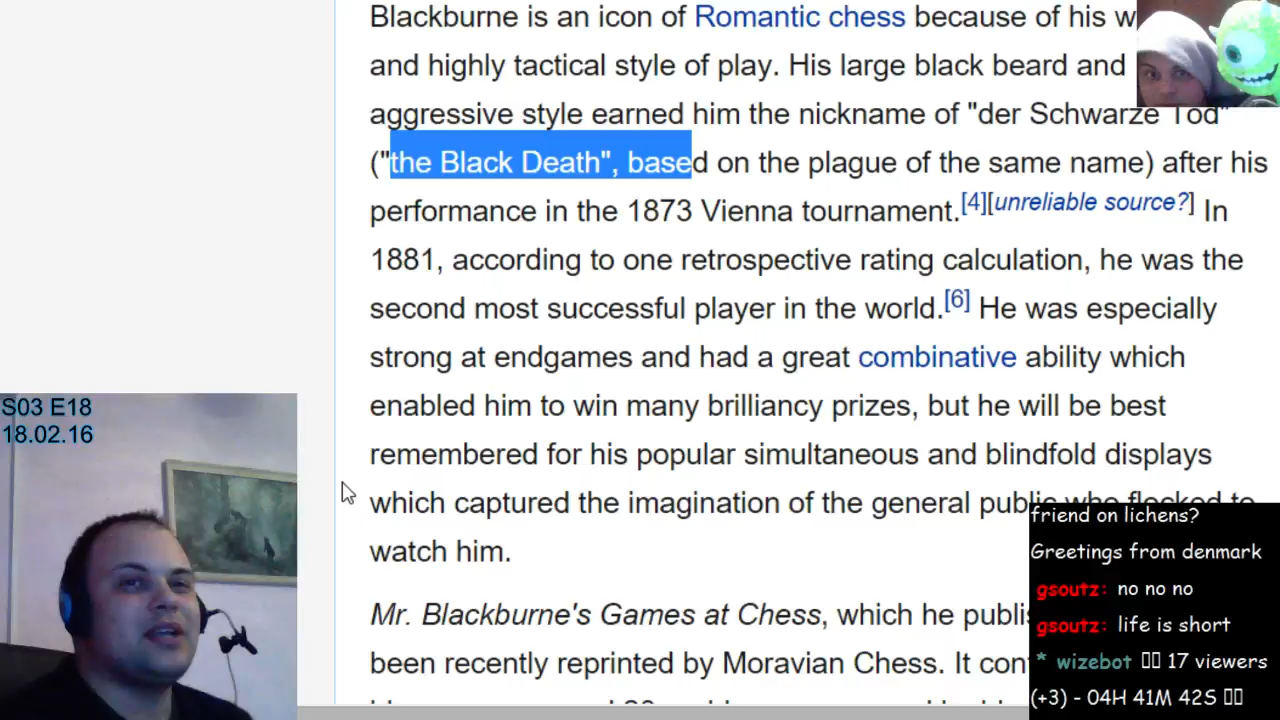 Blackburne is an icon of Romantic chess because of his w
and highly tactical style of play. His large black beard and
aggressive style earned him the nickname of "der Schwarze Tod"
("the Black Death", based on the plague of the same name) after his
performance in the 1873 Vienna tournament.[4][unreliable source?] In
1881, according to one retrospective rating calculation, he was the
second most successful player in the world.[6] He was especially
strong at endgames and had a great combinative ability which
enabled him to win many brilliancy prizes, but he will be best
remembered for his popular simultaneous and blindfold displays
which captured the imagination of the general public who flocked to
watch him.
Mr. Blackburne's Games at Chess, which he publis
been recently reprinted by Moravian Chess. It con
S03 E18
18.02.16
friend on lichens?
Greetings from denmark
gsoutz: no no no
gsoutz: life is short
* wizebot 17 viewers
(+3) - 04H 41M 42S